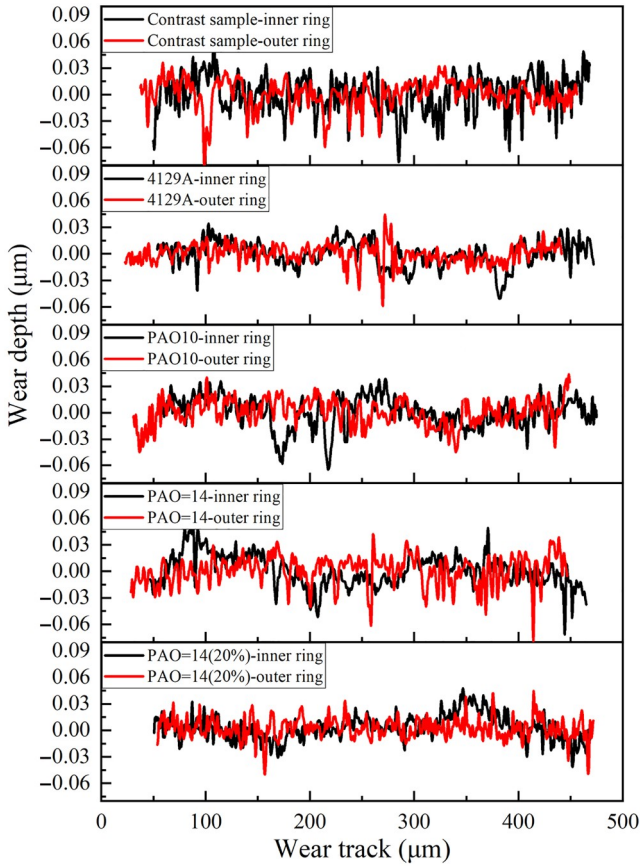 0.09
0.06
0.03
0.00
−0.03
−0.06
Contrast sample-inner ring
Contrast sample-outer ring
0.09
0.06
0.03
0.00
−0.03
−0.06
4129A-inner ring
4129A-outer ring
0.09
0.06
0.03
0.00
−0.03
−0.06
PAO10-inner ring
PAO10-outer ring
0.09
0.06
0.03
0.00
−0.03
−0.06
PAO=14-inner ring
PAO=14-outer ring
0.09
0.06
0.03
0.00
−0.03
−0.06
PAO=14(20%)-inner ring
PAO=14(20%)-outer ring
Wear depth (μm)
0 100 200 300 400 500
Wear track (μm)